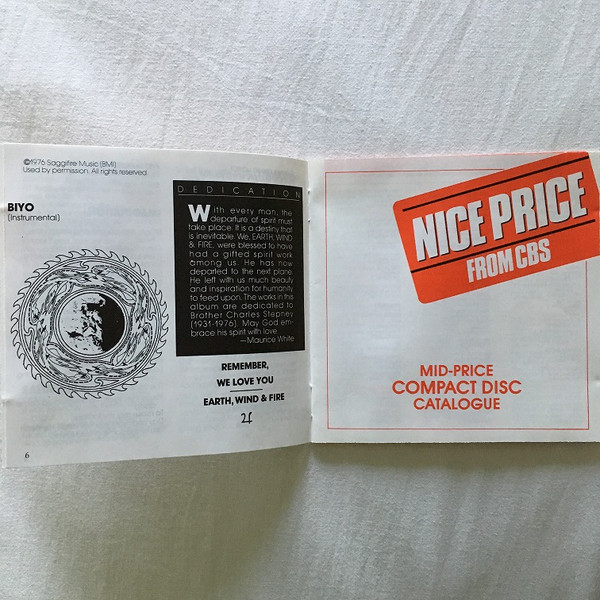 ©1976 Saggifire Music (BMI)
Used by permission. All rights reserved.
BIYO
(Instrumental)
DEDICATION
With every man, the
departure of spirit must
take place. It is a destiny that
is inevitable. We, EARTH, WIND
& FIRE, were blessed to have
had a gifted spirit work
among us. He has now
departed to the next plane.
He left us with much beauty
and inspiration for humanity
to feed upon. The works in this
album are dedicated to
Brother Charles Stepney
(1931-1976). May God em-
brace his spirit with love.
—Maurice White
REMEMBER,
WE LOVE YOU
EARTH, WIND & FIRE
6
NICE PRICE
FROM CBS
MID-PRICE
COMPACT DISC
CATALOGUE